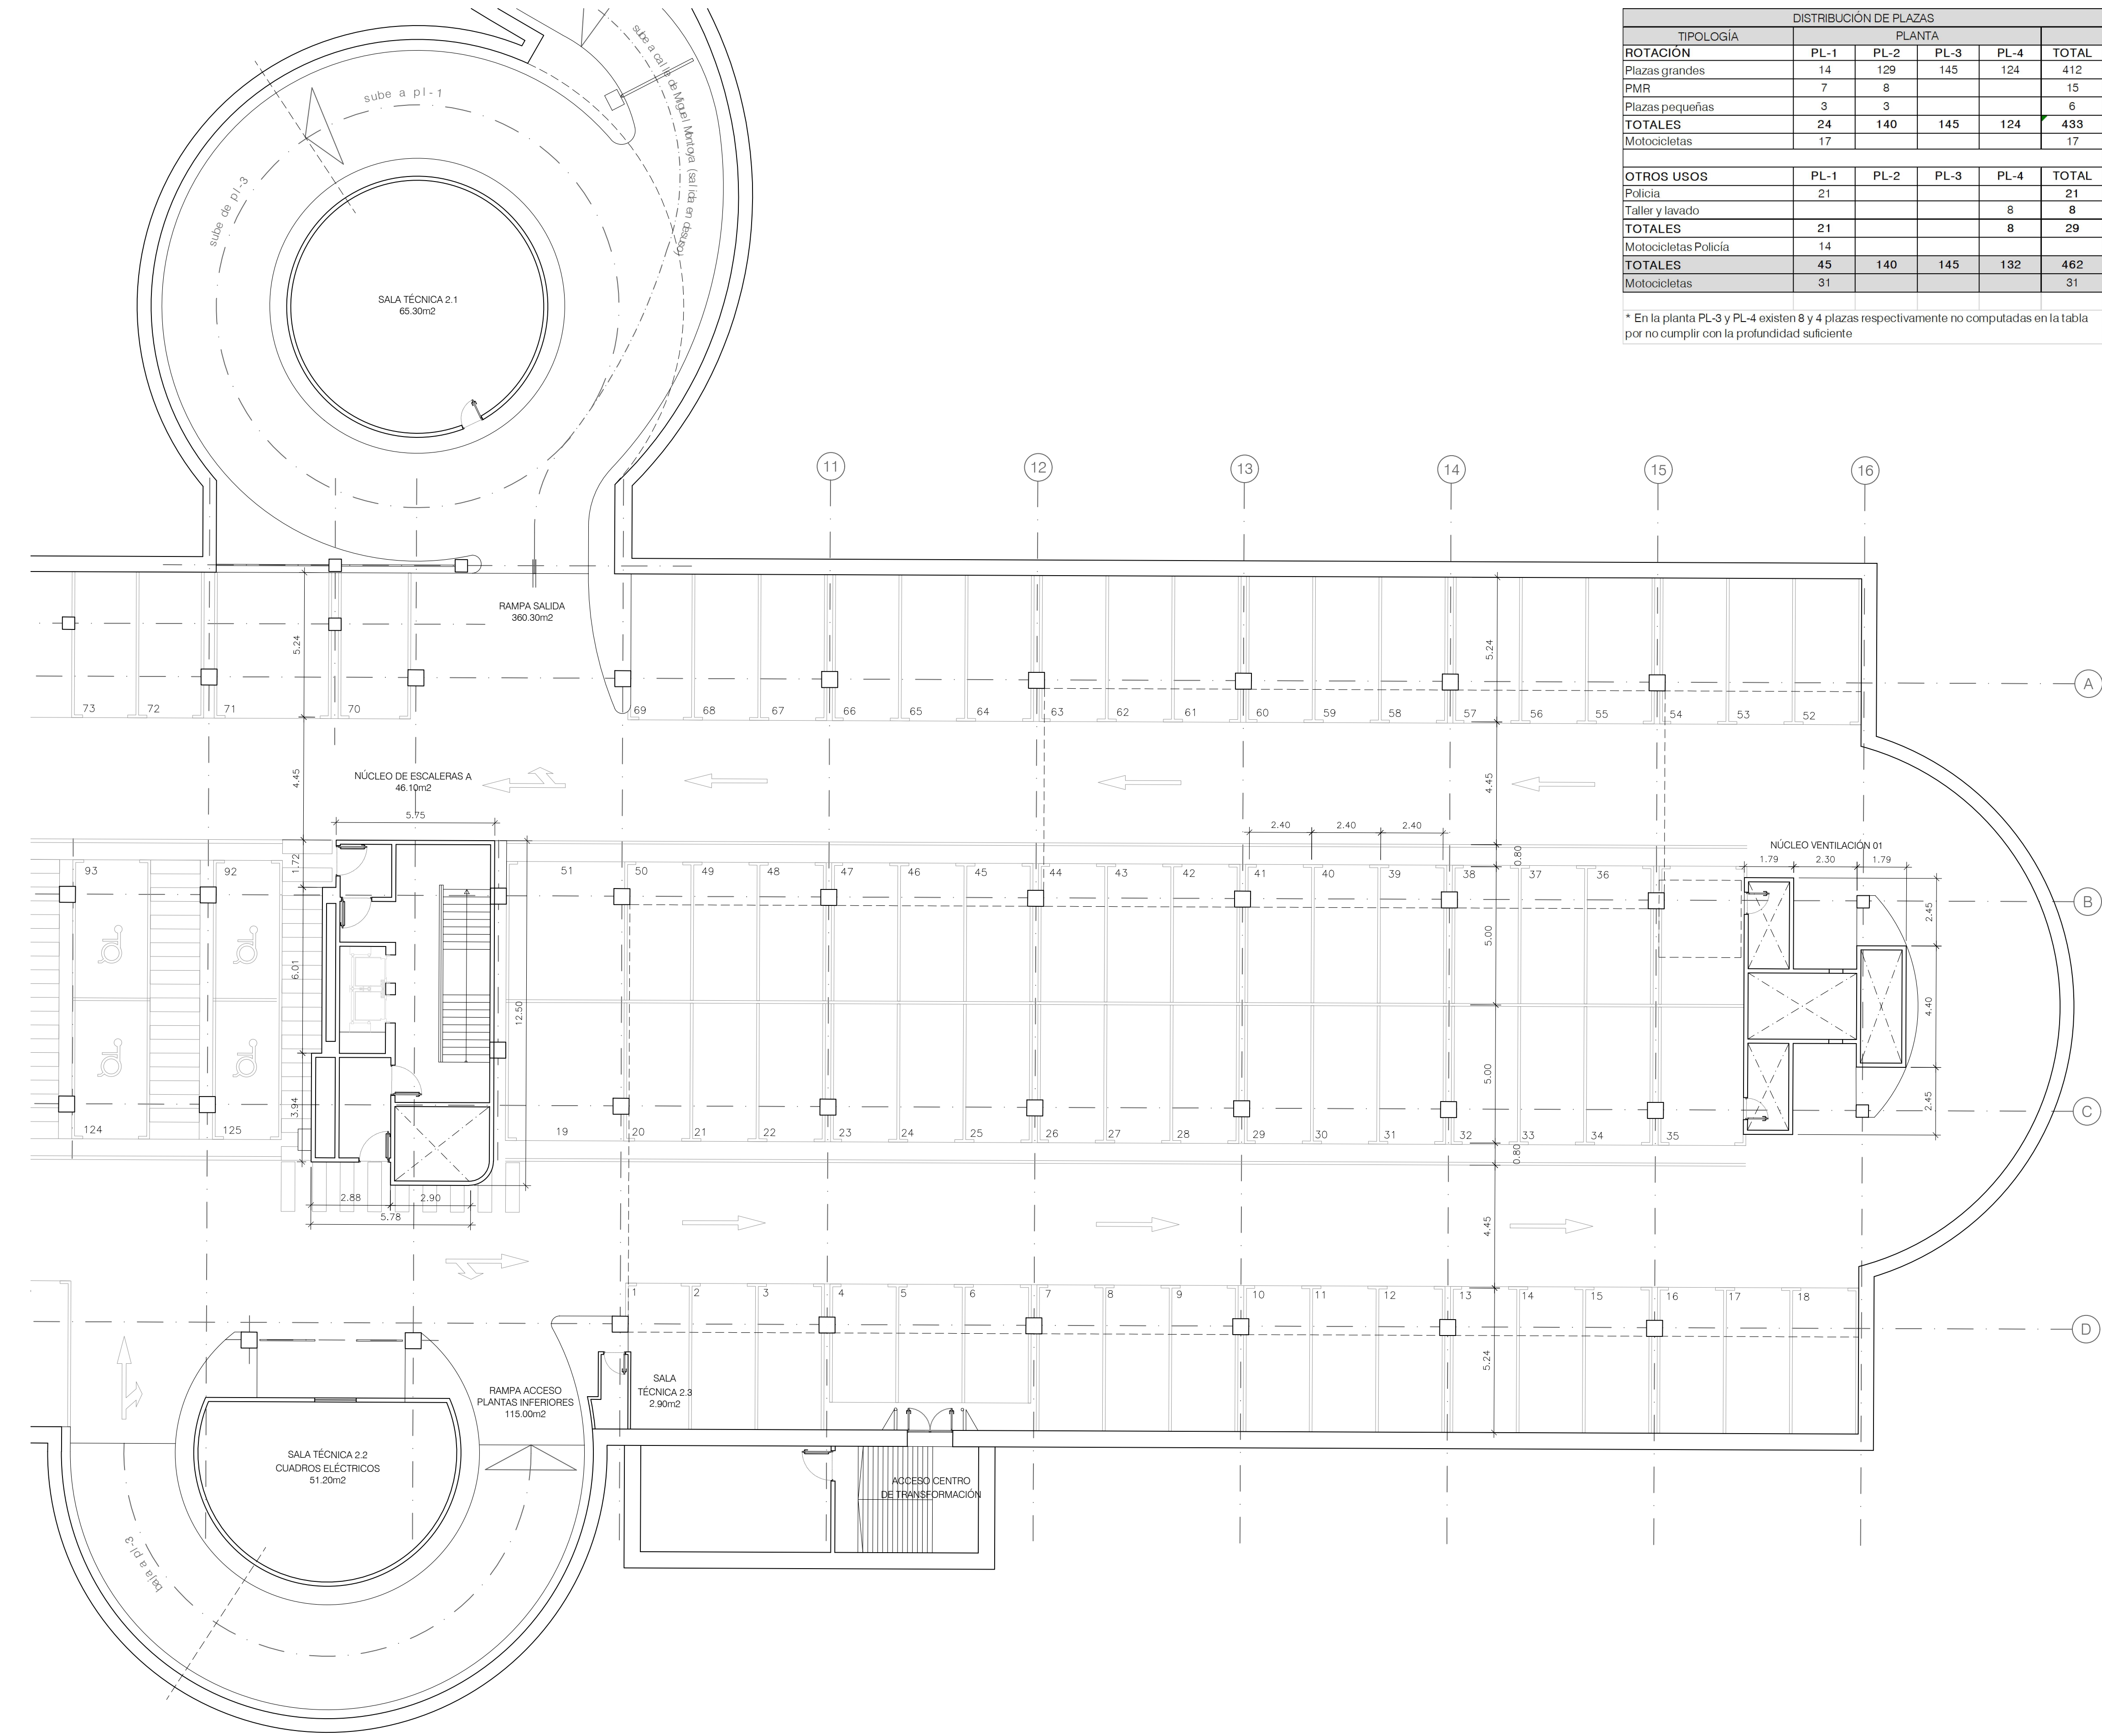 DISTRIBUCIÓN DE PLAZAS
TIPOLOGÍA PLANTA
ROTACIÓN PL-1 PL-2 PL-3 PL-4 TOTAL
Plazas grandes 14 129 145 124 412
PMR 7 8 15
Plazas pequeñas 3 3 6
TOTALES 24 140 145 124 433
Motocicletas 17 17
OTROS USOS PL-1 PL-2 PL-3 PL-4 TOTAL
Policia 21 21
Taller y lavado 8 8
TOTALES 21 8 29
Motocicletas Policía 14
TOTALES 45 140 145 132 462
Motocicletas 31 31
* En la planta PL-3 y PL-4 existen 8 y 4 plazas respectivamente no computadas en la tabla
por no cumplir con la profundidad suficiente
sube a calle de Miguel Montoya (salida en desuso)
sube a pl-1
sube de pl-3
SALA TÉCNICA 2.1
65.30m2
11 12 13 14 15 16
RAMPA SALIDA
360.30m2
5.24 5.24
A
73 72 71 70 69 68 67 66 65 64 63 62 61 60 59 58 57 56 55 54 53 52
NÚCLEO DE ESCALERAS A
46.10m2
4.45 4.45
5.75
2.40 2.40 2.40
NÚCLEO VENTILACIÓN 01
1.79 2.30 1.79
1.72 0.80
93 92 51 50 49 48 47 46 45 44 43 42 41 40 39 38 37 36
B
2.45
6.01 5.00
12.50 4.40
5.00
3.94 2.45
C
124 125 19 20 21 22 23 24 25 26 27 28 29 30 31 32 33 34 35
0.80
2.88 2.90
5.78
4.45
1 2 3 4 5 6 7 8 9 10 11 12 13 14 15 16 17 18
D
5.24
SALA
TÉCNICA 2.3
2.90m2
RAMPA ACCESO
PLANTAS INFERIORES
115.00m2
SALA TÉCNICA 2.2
CUADROS ELÉCTRICOS
51.20m2
ACCESO CENTRO
DE TRANSFORMACIÓN
baja a pl-3